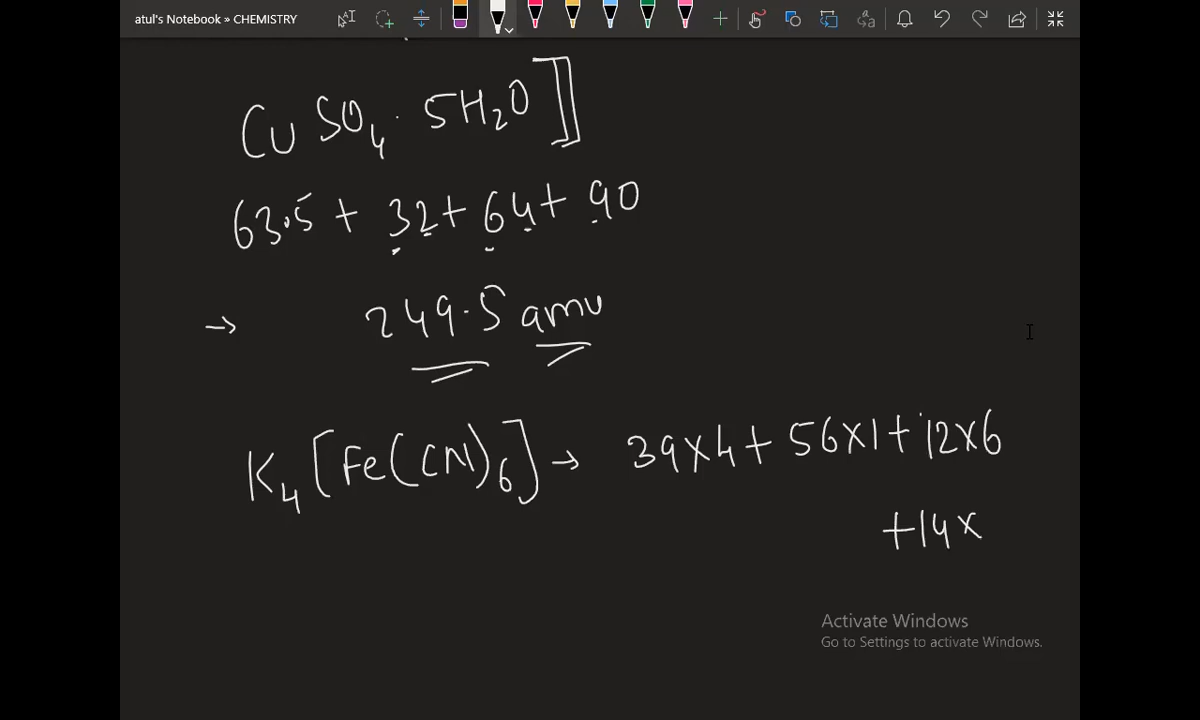 atul's Notebook » CHEMISTRY
CuSO₄·5H₂O]]
63.5 + 32 + 64 + 90
→ 249.5 amu
K₄[Fe(CN)₆] → 39x4 + 56x1 + 12x6
+14x
Activate Windows
Go to Settings to activate Windows.